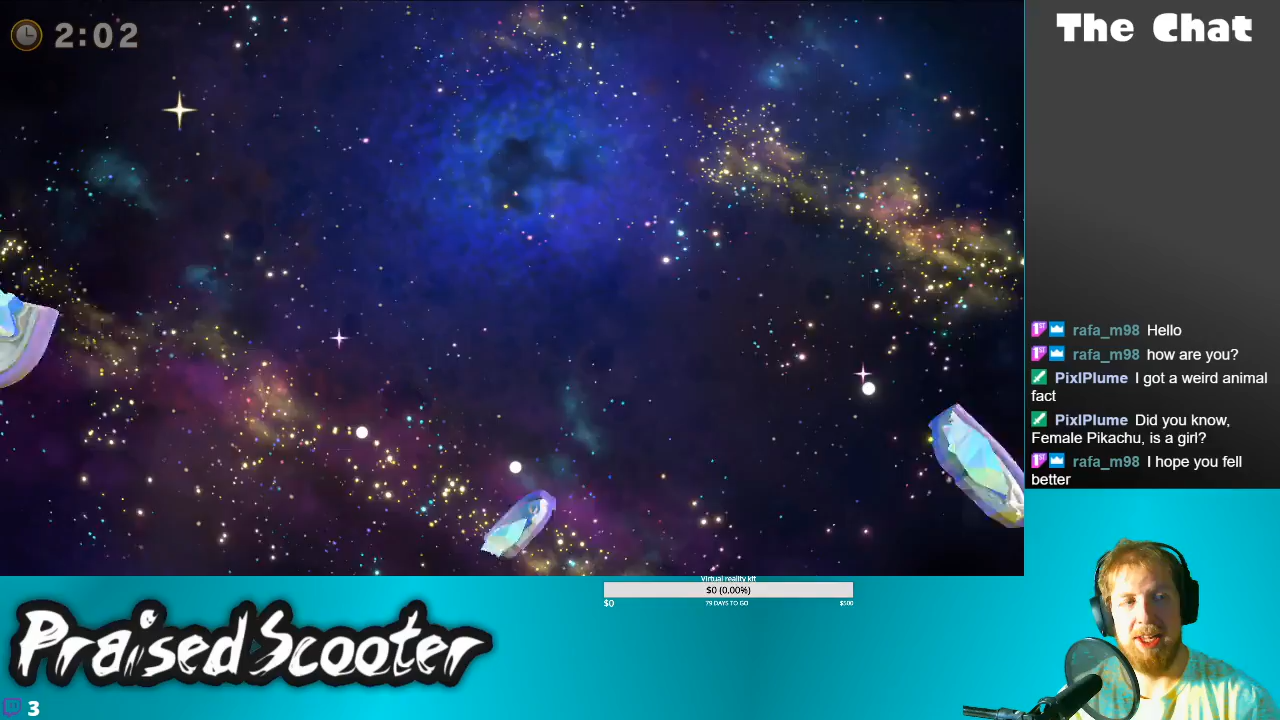 2:02
The Chat
rafa_m98 Hello
rafa_m98 how are you?
PixlPlume I got a weird animal
fact
PixlPlume Did you know,
Female Pikachu, is a girl?
rafa_m98 I hope you fell
better
Virtual reality kit
$0 (0.00%)
$0 79 DAYS TO GO $500
Praised Scooter
3